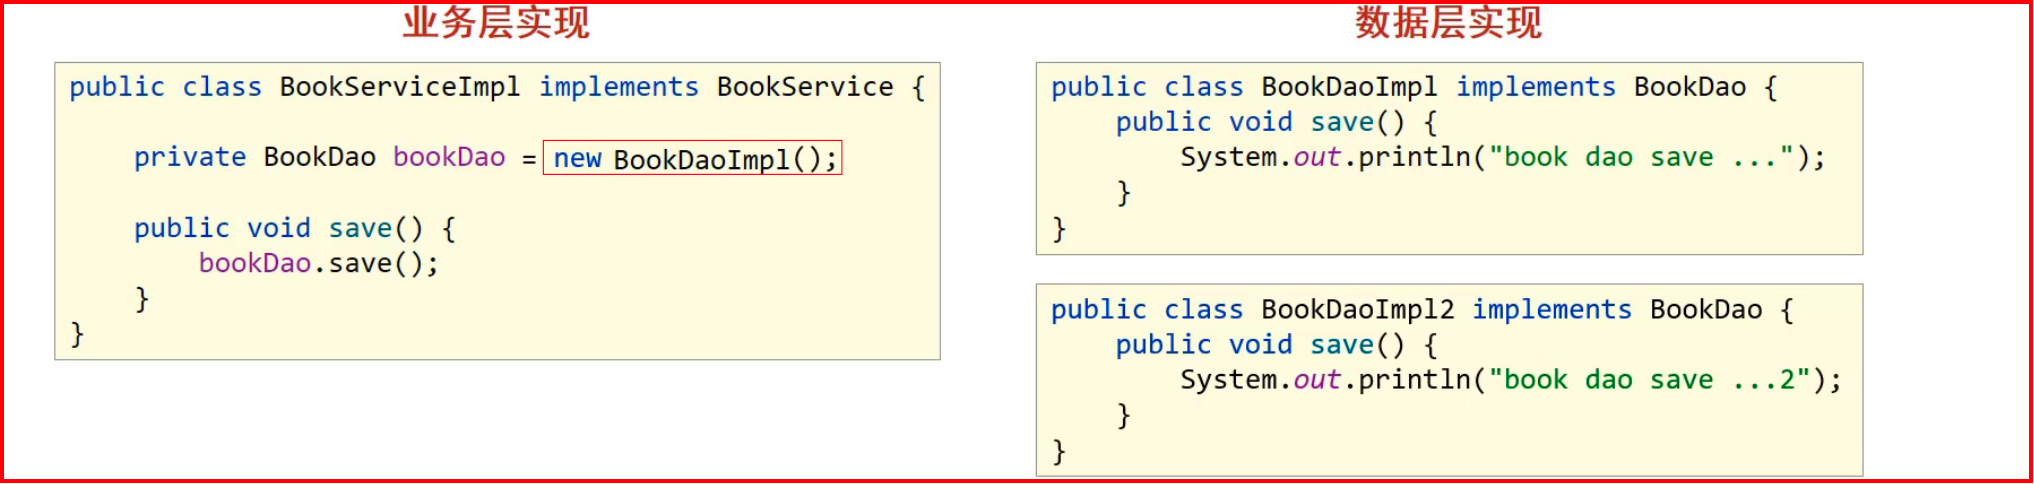 业务层实现
public class BookServiceImpl implements BookService {
private BookDao bookDao = new BookDaoImpl();
public void save() {
bookDao.save();
}
}
数据层实现
public class BookDaoImpl implements BookDao {
public void save() {
System.out.println("book dao save ...");
}
}
public class BookDaoImpl2 implements BookDao {
public void save() {
System.out.println("book dao save ...2");
}
}